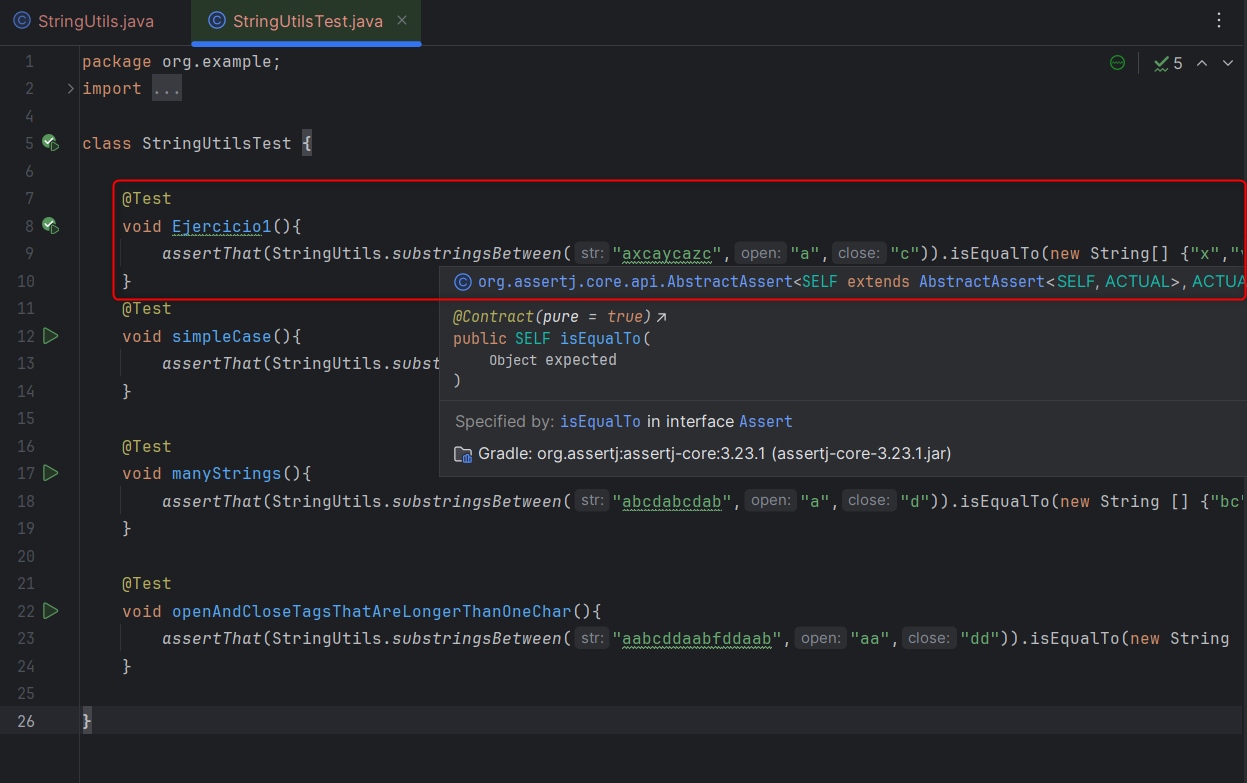 StringUtils.java
StringUtilsTest.java
1 package org.example;
5
2 import ...
4
5 class StringUtilsTest {
6
7 @Test
8 void Ejercicio1(){
9 assertThat(StringUtils.substringsBetween( str: "axcaycazc", open: "a", close: "c")).isEqualTo(new String[] {"x","
10 }
org.assertj.core.api.AbstractAssert<SELF extends AbstractAssert<SELF, ACTUAL>, ACTUA
11 @Test
@Contract(pure = true)
12 void simpleCase(){
public SELF isEqualTo(
13 assertThat(StringUtils.subst
Object expected
14 }
)
15
Specified by: isEqualTo in interface Assert
16 @Test
Gradle: org.assertj:assertj-core:3.23.1 (assertj-core-3.23.1.jar)
17 void manyStrings(){
18 assertThat(StringUtils.substringsBetween( str: "abcdabcdab", open: "a", close: "d")).isEqualTo(new String [] {"bc"
19 }
20
21 @Test
22 void openAndCloseTagsThatAreLongerThanOneChar(){
23 assertThat(StringUtils.substringsBetween( str: "aabcddaabfddaab", open: "aa", close: "dd")).isEqualTo(new String
24 }
25
26 }